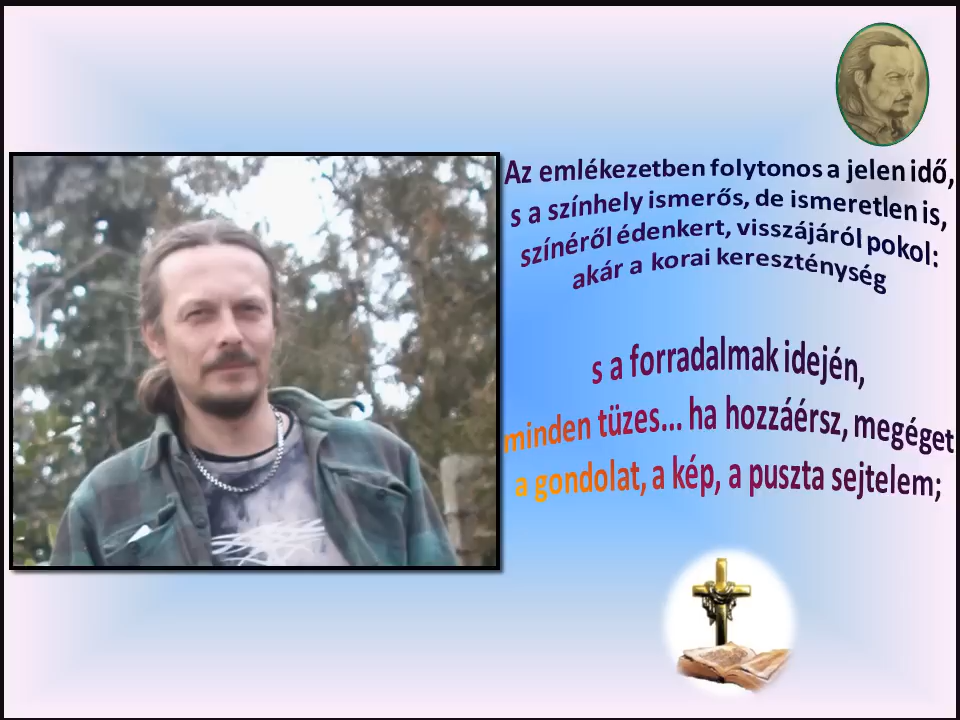 Az emlékezetben folytonos a jelen idő,
s a színhely ismerős, de ismeretlen is,
színéről édenkert, visszájáról pokol:
akár a korai kereszténység
s a forradalmak idején,
minden tüzes... ha hozzáérsz, megéget
a gondolat, a kép, a puszta sejtelem;